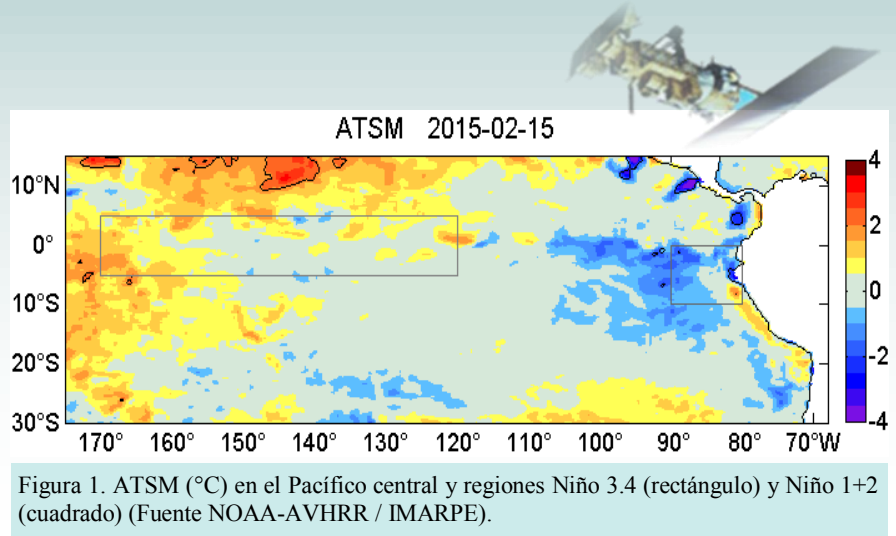 ATSM 2015-02-15
10°N
0°
10°S
20°S
30°S
170° 160° 150° 140° 130° 120° 110° 100° 90° 80° 70°W
4
2
0
-2
-4
Figura 1. ATSM (°C) en el Pacífico central y regiones Niño 3.4 (rectángulo) y Niño 1+2
(cuadrado) (Fuente NOAA-AVHRR / IMARPE).